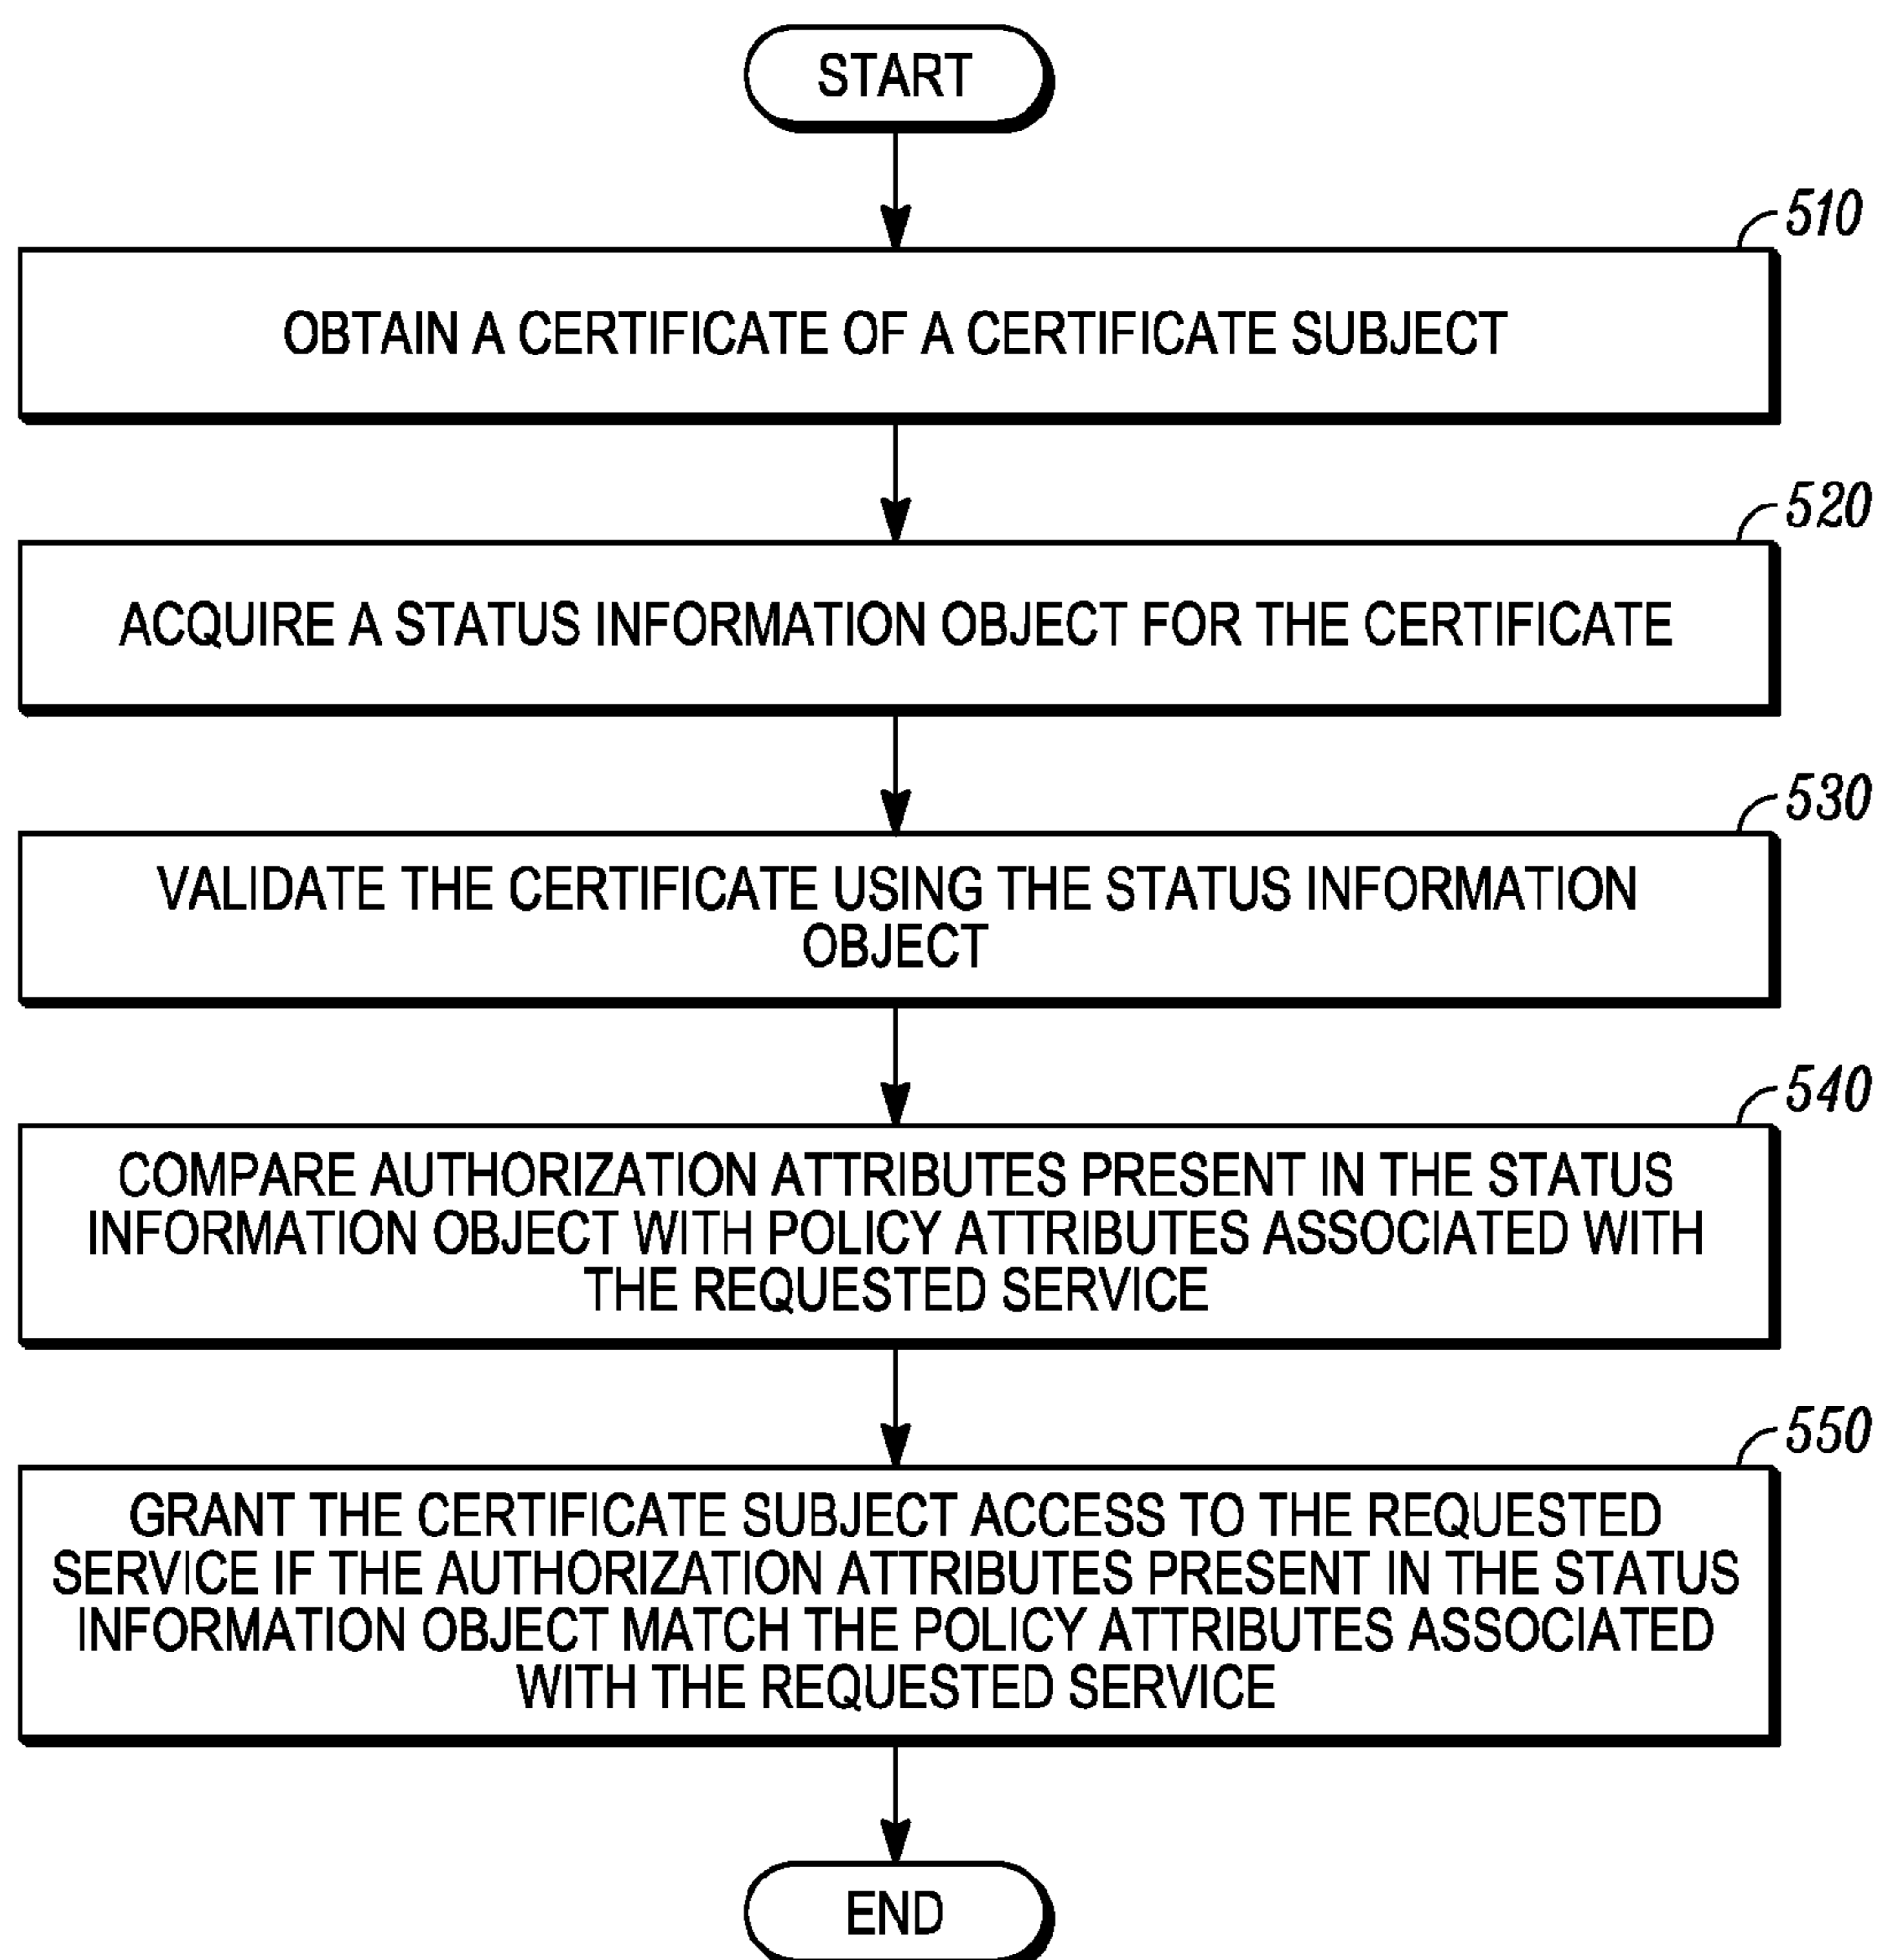 START
510
OBTAIN A CERTIFICATE OF A CERTIFICATE SUBJECT
520
ACQUIRE A STATUS INFORMATION OBJECT FOR THE CERTIFICATE
530
VALIDATE THE CERTIFICATE USING THE STATUS INFORMATION
OBJECT
540
COMPARE AUTHORIZATION ATTRIBUTES PRESENT IN THE STATUS
INFORMATION OBJECT WITH POLICY ATTRIBUTES ASSOCIATED WITH
THE REQUESTED SERVICE
550
GRANT THE CERTIFICATE SUBJECT ACCESS TO THE REQUESTED
SERVICE IF THE AUTHORIZATION ATTRIBUTES PRESENT IN THE STATUS
INFORMATION OBJECT MATCH THE POLICY ATTRIBUTES ASSOCIATED
WITH THE REQUESTED SERVICE
END